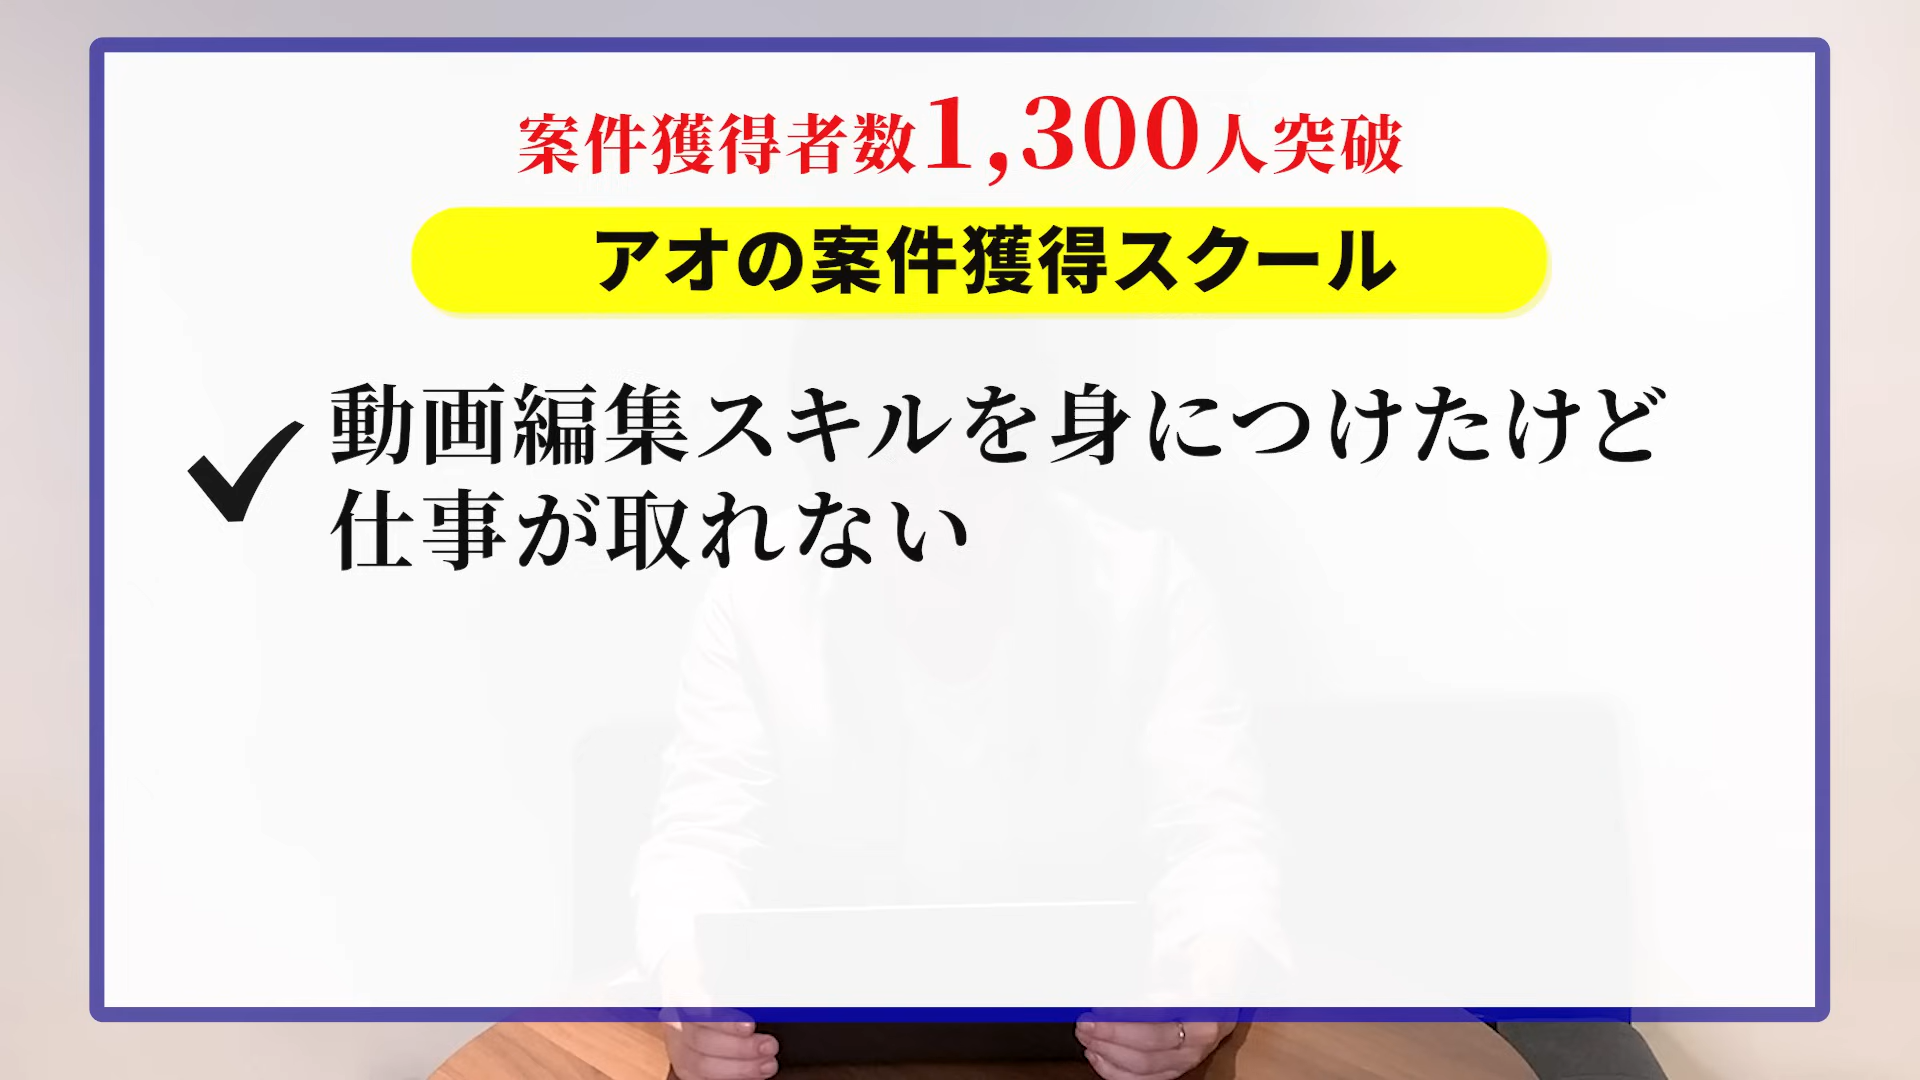 案件獲得者数1,300人突破
アオの案件獲得スクール
動画編集スキルを身につけたけど
仕事が取れない